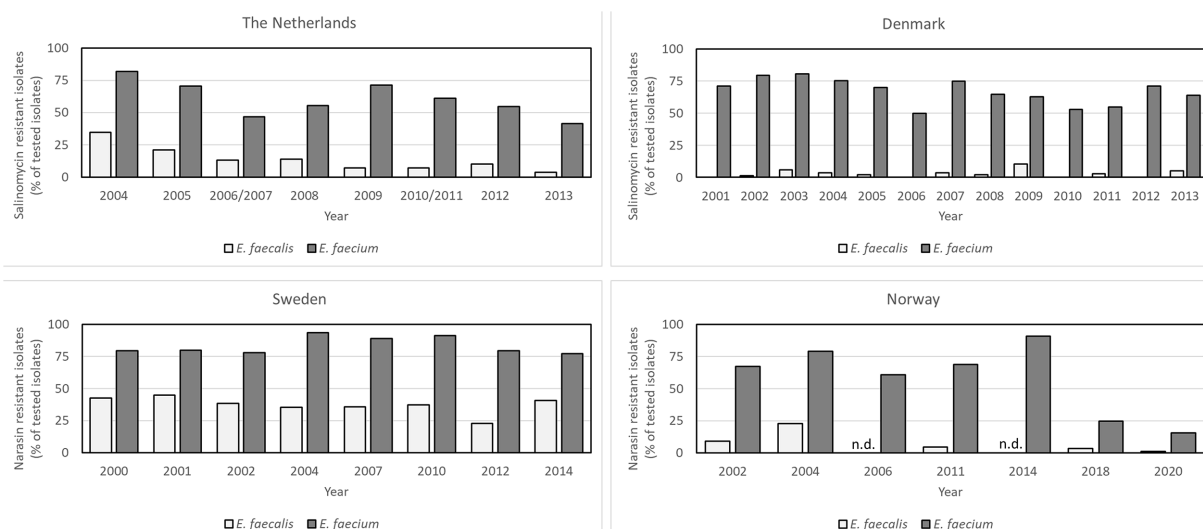 The Netherlands
Salinomycin resistant isolates
(% of tested isolates)
100
75
50
25
0
2004 2005 2006/2007 2008 2009 2010/2011 2012 2013
Year
E. faecalis E. faecium
Denmark
Salinomycin resistant isolates
(% of tested isolates)
100
75
50
25
0
2001 2002 2003 2004 2005 2006 2007 2008 2009 2010 2011 2012 2013
Year
E. faecalis E. faecium
Sweden
Narasin resistant isolates
(% of tested isolates)
100
75
50
25
0
2000 2001 2002 2004 2007 2010 2012 2014
Year
E. faecalis E. faecium
Norway
Narasin resistant isolates
(% of tested isolates)
100
75
50
25
0
n.d. n.d.
2002 2004 2006 2011 2014 2018 2020
Year
E. faecalis E. faecium